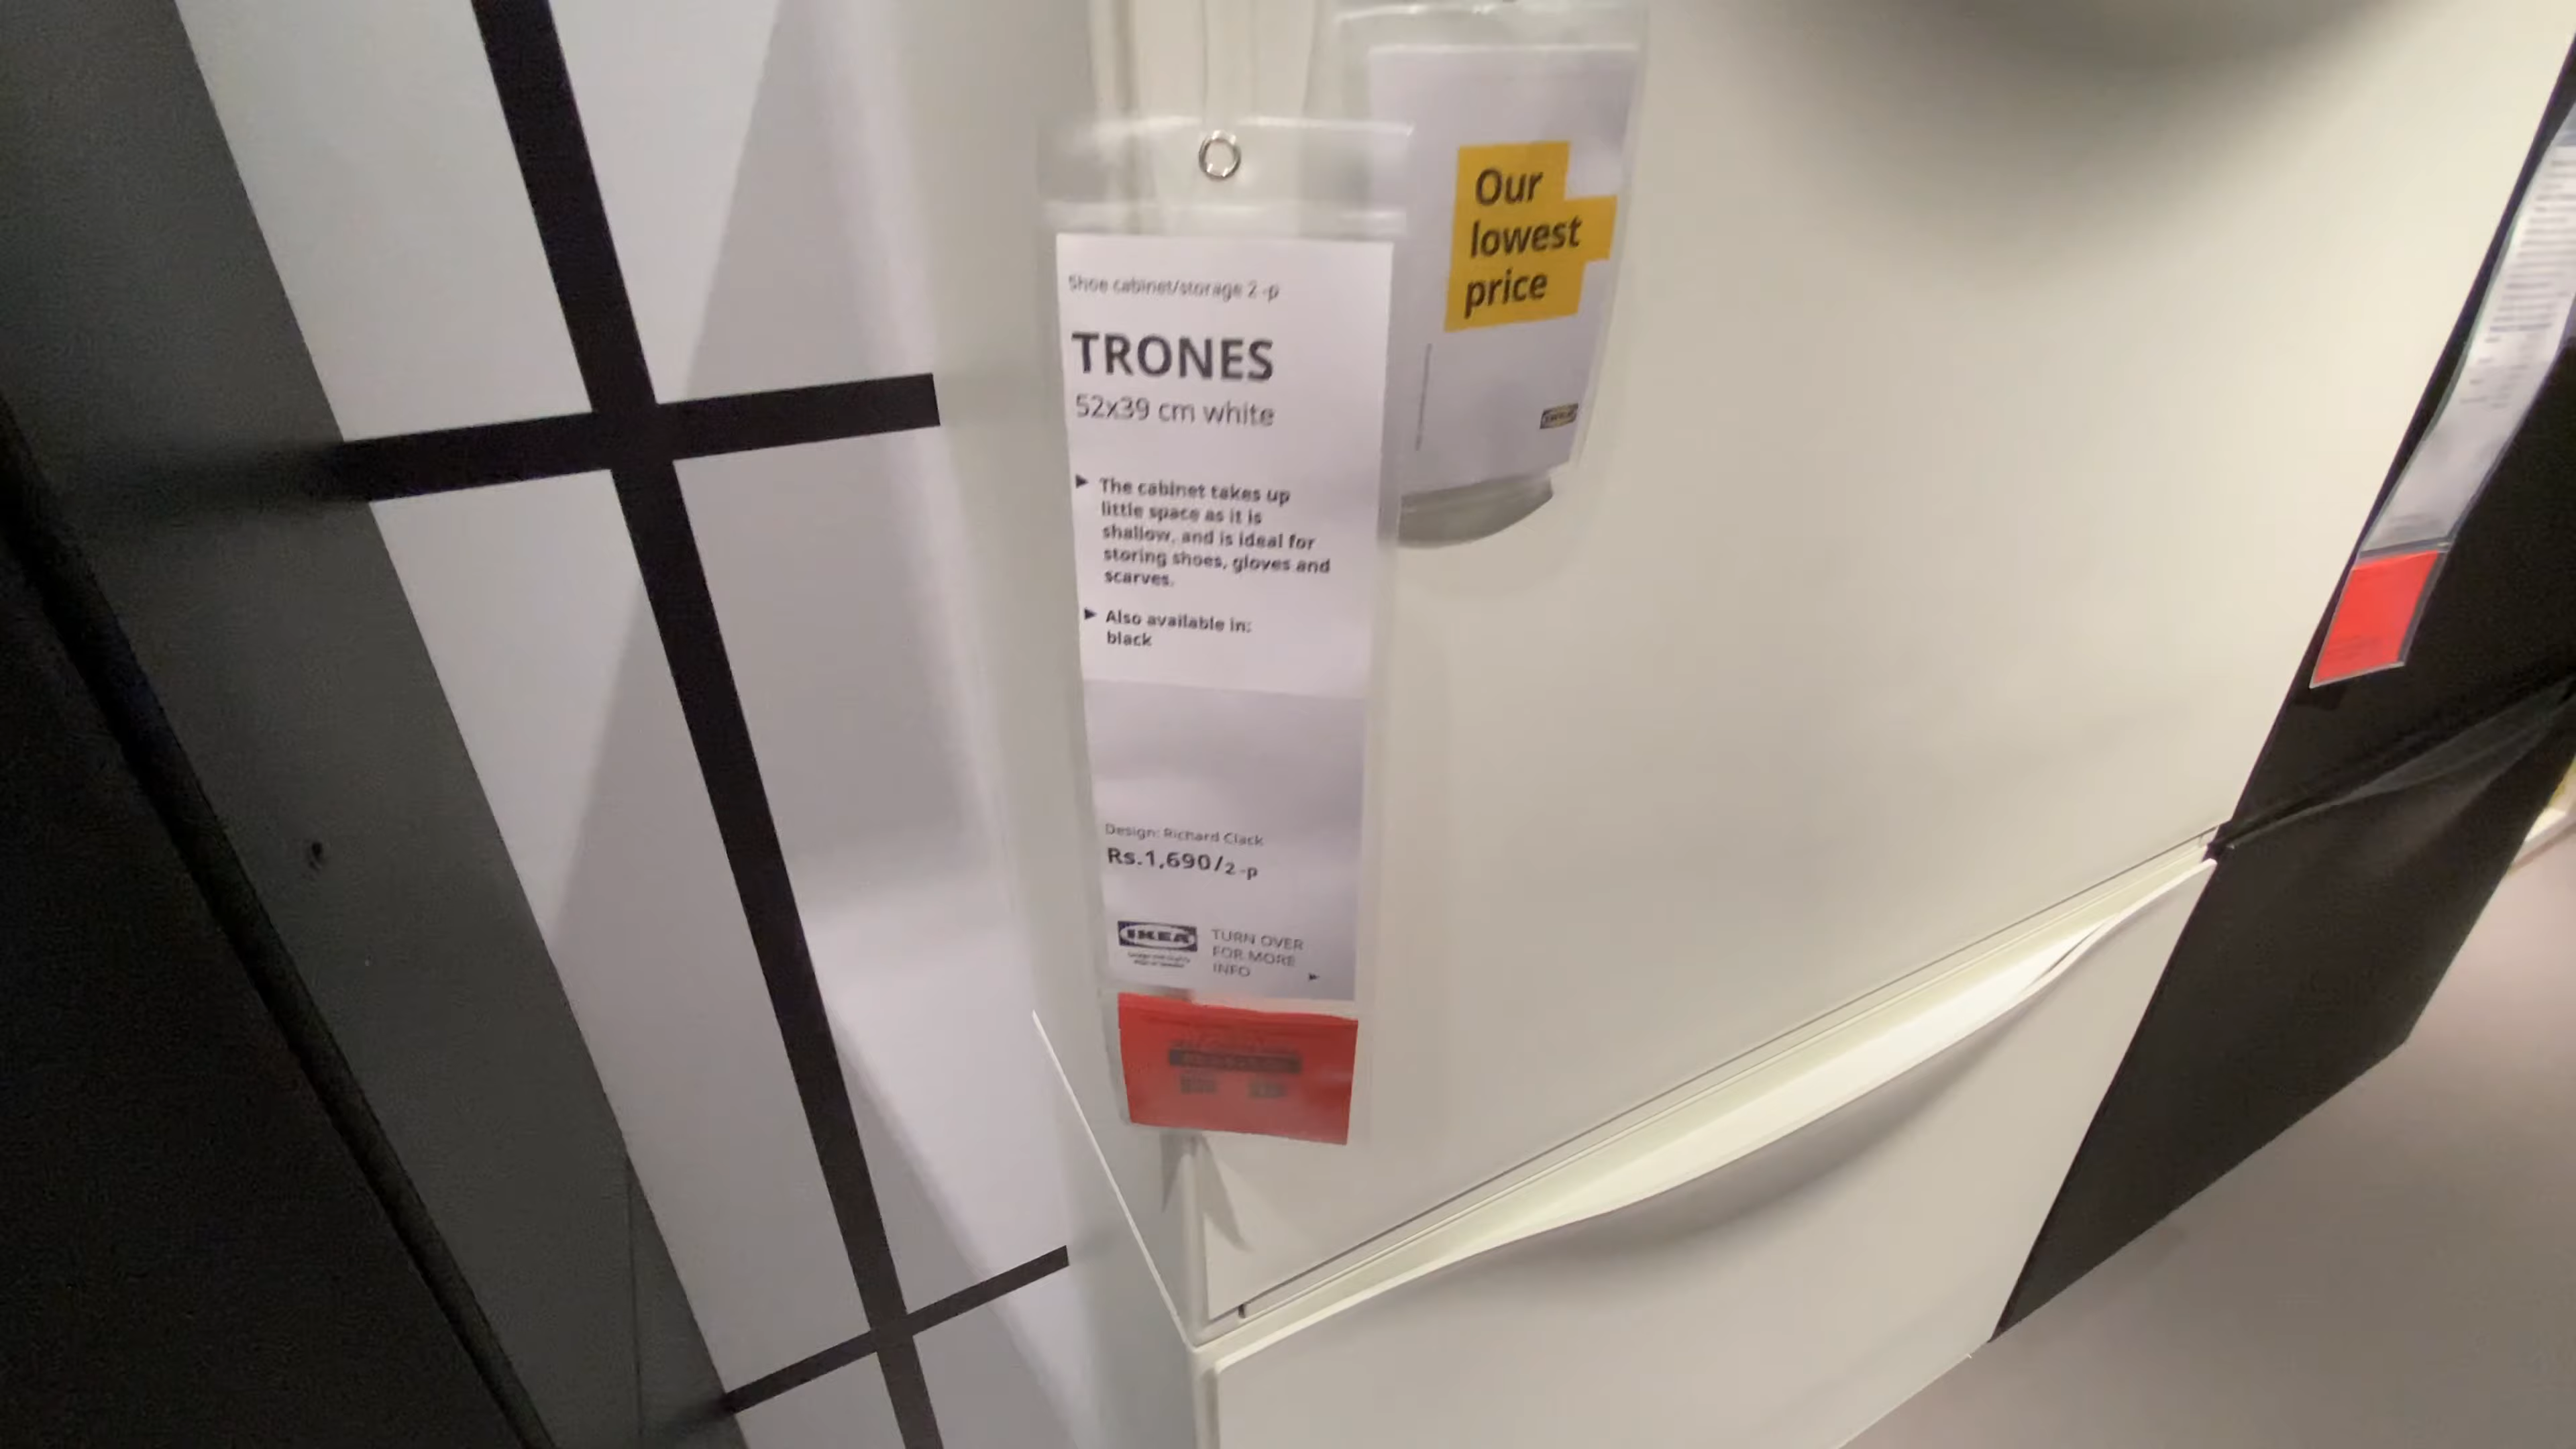 Shoe cabinet/storage 2 -p
TRONES
52x39 cm white
► The cabinet takes up
little space as it is
shallow, and is ideal for
storing shoes, gloves and
scarves.
► Also available in:
black
Design: Richard Clack
Rs.1,690/2 -p
IKEA
TURN OVER
FOR MORE
INFO
Our
lowest
price
IKEA